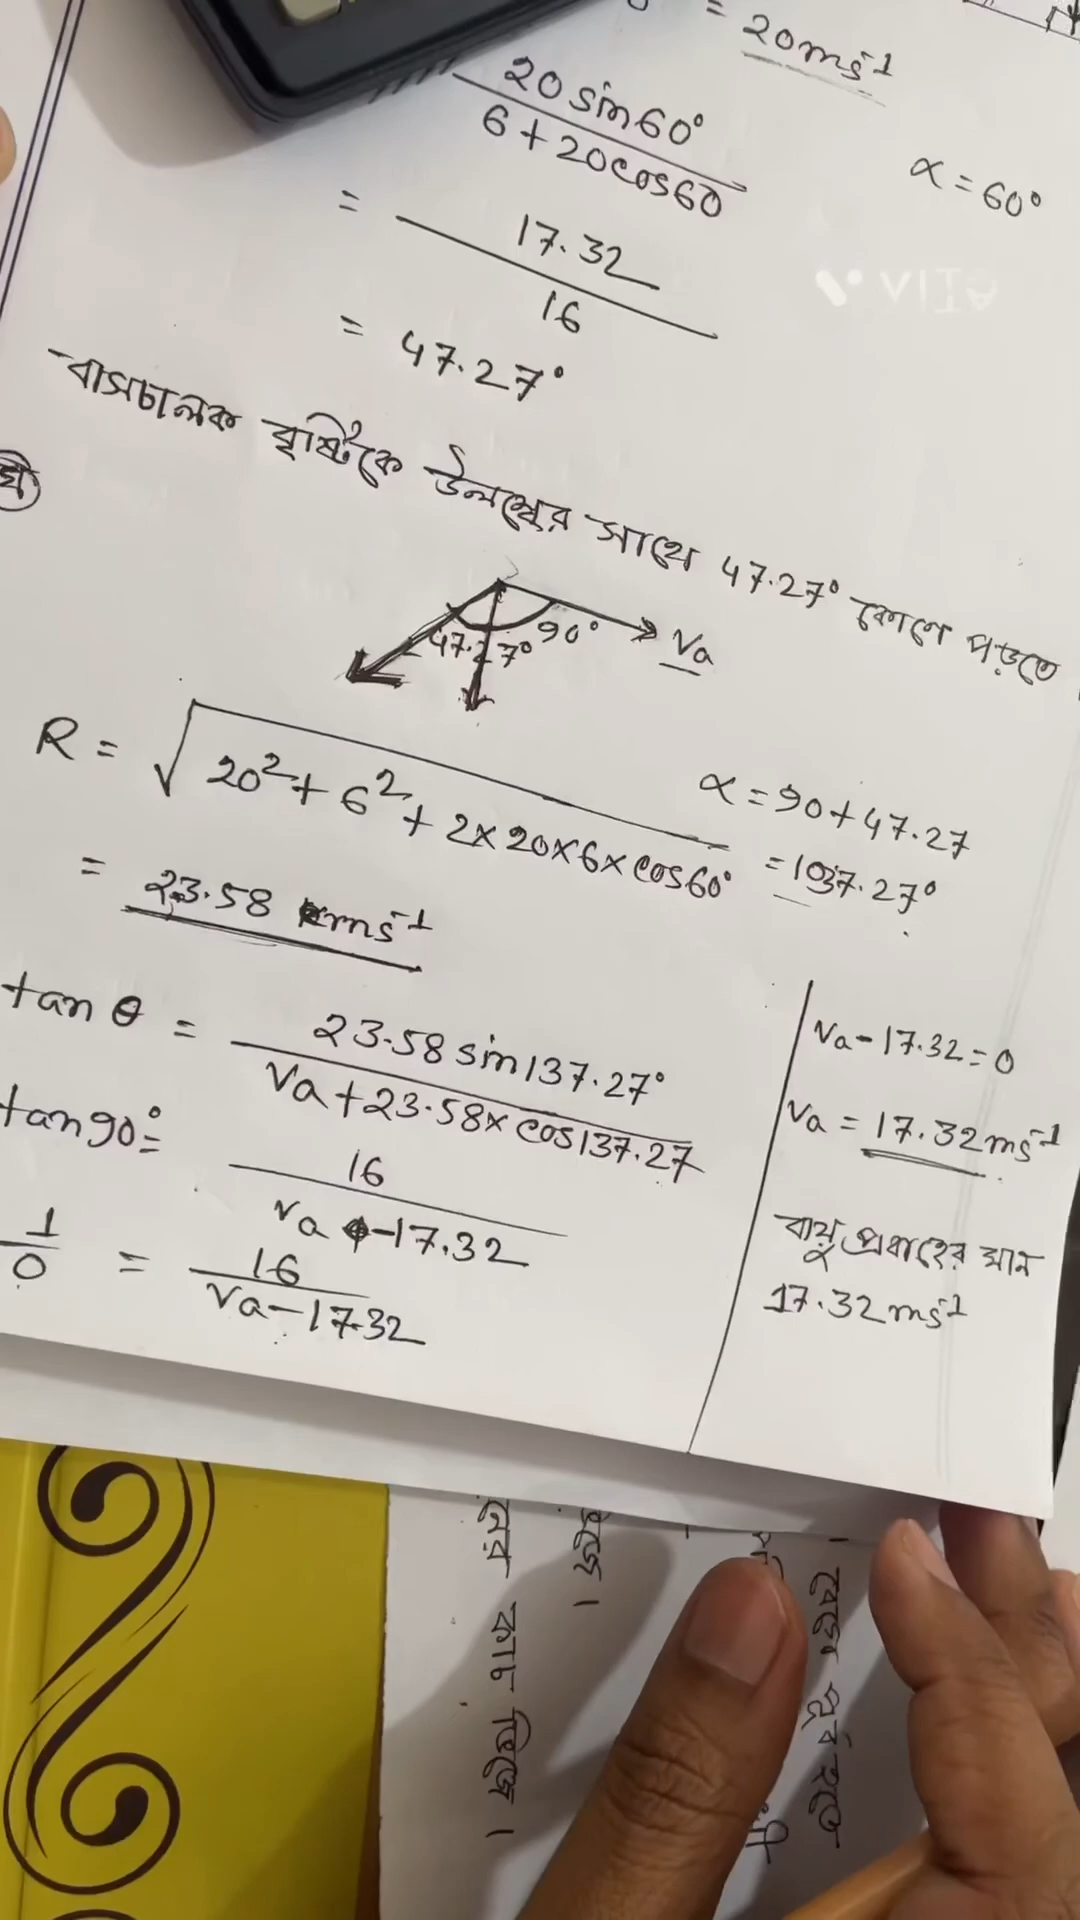 = 20ms⁻¹
20 sin60°
6+20cos60
α = 60°
= 17.32
16
= 47.27°
VITA
বাসচালক বৃষ্টিকে উলম্বের সাথে 47.27° কোণে পড়তে
ঘ
47.27° 90° Va
R = √20²+6²+2×20×6×cos60°
α = 90+47.27
= 137.27°
= 23.58 ms⁻¹
tan θ = 23.58 sin137.27°
Va+23.58×cos137.27
tan90° = 16
Va -17.32
1/0 = 16
Va-17.32
Va-17.32=0
Va = 17.32ms⁻¹
বায়ু প্রবাহের মান
17.32ms⁻¹
কাচ ভিজে।